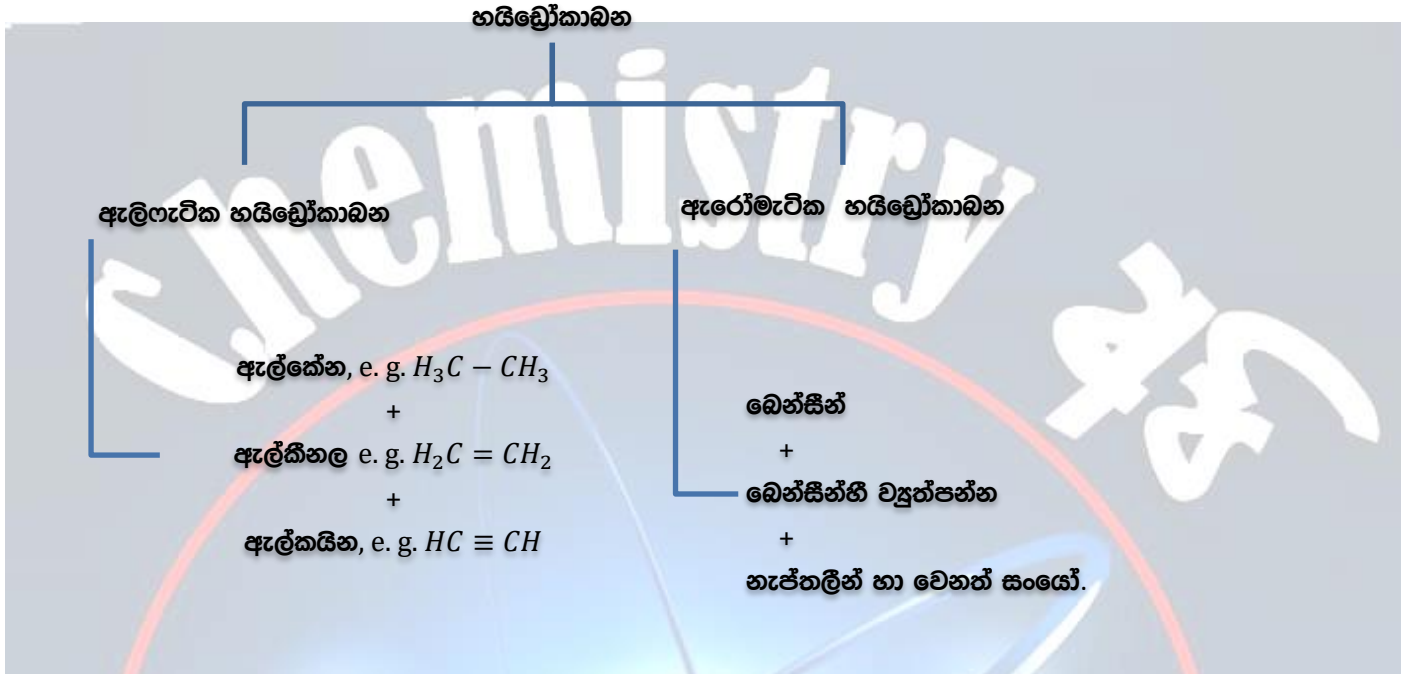 හයිඩ්‍රෝකාබන
Chemistry
ඇලිෆැටික හයිඩ්‍රෝකාබන
ඇරෝමැටික හයිඩ්‍රෝකාබන
ඇල්කේන, e. g. H₃C − CH₃
+
ඇල්කීනල e. g. H₂C = CH₂
+
ඇල්කයින, e. g. HC ≡ CH
බෙන්සීන්
+
බෙන්සීන්හී ව්‍යුත්පන්න
+
නැප්තලීන් හා වෙනත් සංයෝ.